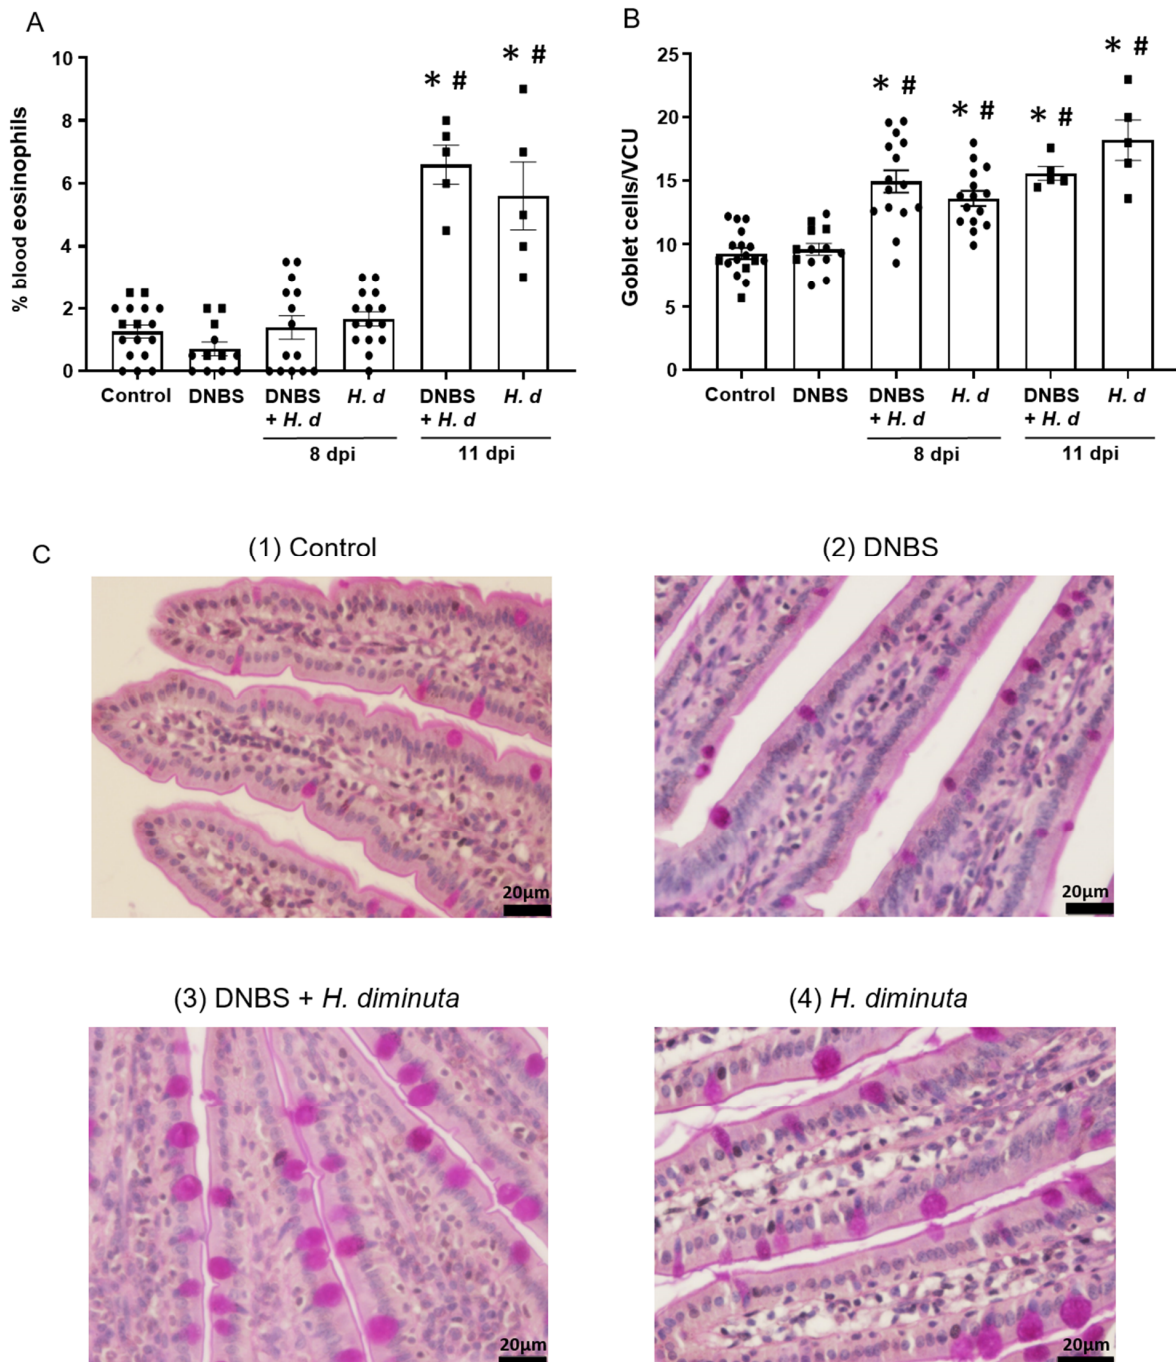 A
% blood eosinophils
10
8
6
4
2
0
* #
* #
Control
DNBS
DNBS
+ H. d
H. d
DNBS
+ H. d
H. d
8 dpi
11 dpi
B
Goblet cells/VCU
25
20
15
10
5
0
* #
* #
* #
* #
Control
DNBS
DNBS
+ H. d
H. d
DNBS
+ H. d
H. d
8 dpi
11 dpi
C
(1) Control
20µm
(2) DNBS
20µm
(3) DNBS + H. diminuta
20µm
(4) H. diminuta
20µm